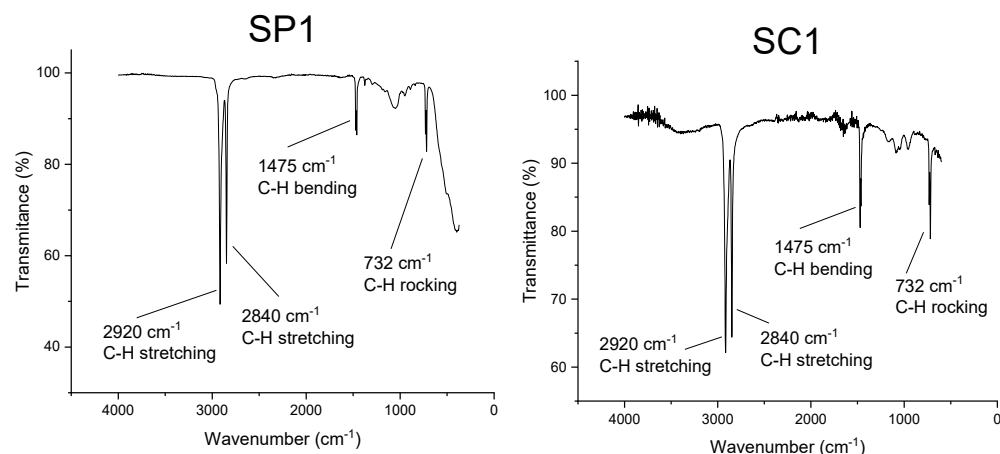 SP1
100
80
60
40
Transmitance (%)
1475 cm⁻¹
C-H bending
732 cm⁻¹
C-H rocking
2840 cm⁻¹
C-H stretching
2920 cm⁻¹
C-H stretching
4000 3000 2000 1000 0
Wavenumber (cm⁻¹)
SC1
100
90
80
70
60
Transmittance (%)
1475 cm⁻¹
C-H bending
732 cm⁻¹
C-H rocking
2920 cm⁻¹
C-H stretching
2840 cm⁻¹
C-H stretching
4000 3000 2000 1000 0
Wavenumber (cm⁻¹)